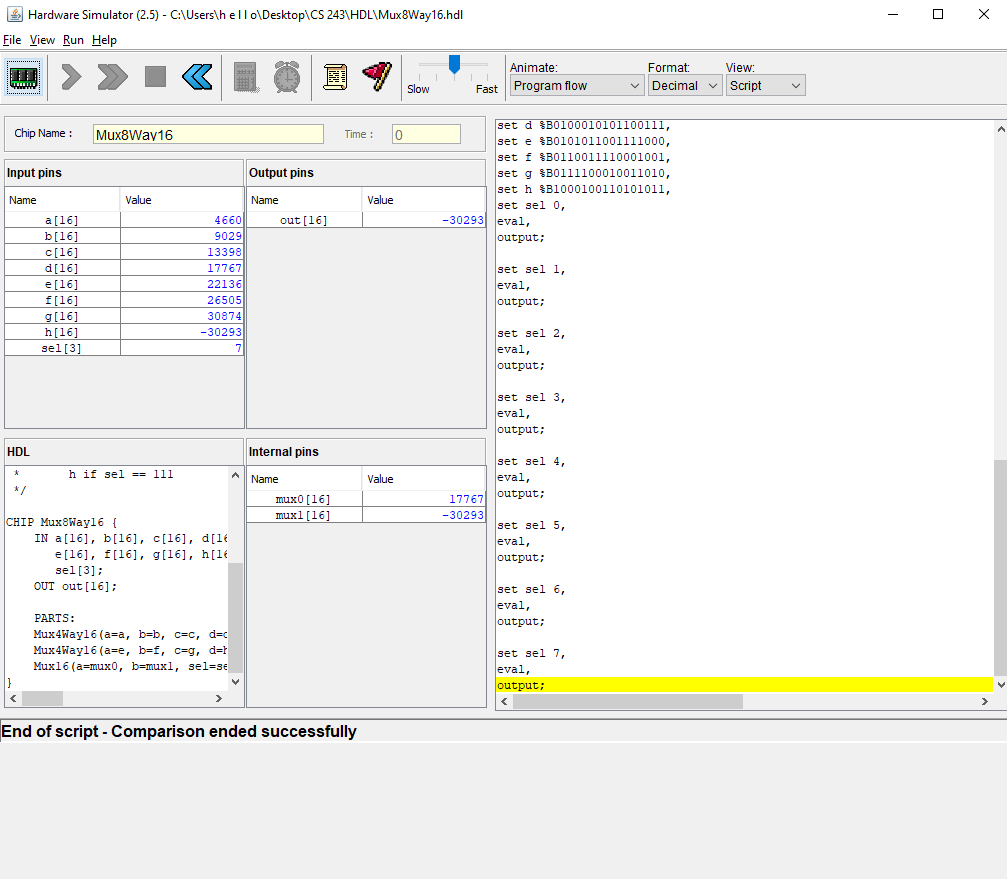 Hardware Simulator (2.5) - C:\Users\h e l l o\Desktop\CS 243\HDL\Mux8Way16.hdl
File View Run Help
Slow Fast
Animate: Format: View:
Program flow Decimal Script
Chip Name : Mux8Way16 Time : 0
Input pins
Name Value
a[16] 4660
b[16] 9029
c[16] 13398
d[16] 17767
e[16] 22136
f[16] 26505
g[16] 30874
h[16] -30293
sel[3] 7
Output pins
Name Value
out[16] -30293
HDL
* h if sel == 111
*/
CHIP Mux8Way16 {
IN a[16], b[16], c[16], d[16
e[16], f[16], g[16], h[16
sel[3];
OUT out[16];
PARTS:
Mux4Way16(a=a, b=b, c=c, d=d
Mux4Way16(a=e, b=f, c=g, d=h
Mux16(a=mux0, b=mux1, sel=se
}
Internal pins
Name Value
mux0[16] 17767
mux1[16] -30293
set d %B0100010101100111,
set e %B0101011001111000,
set f %B0110011110001001,
set g %B0111100010011010,
set h %B1000100110101011,
set sel 0,
eval,
output;
set sel 1,
eval,
output;
set sel 2,
eval,
output;
set sel 3,
eval,
output;
set sel 4,
eval,
output;
set sel 5,
eval,
output;
set sel 6,
eval,
output;
set sel 7,
eval,
output;
End of script - Comparison ended successfully